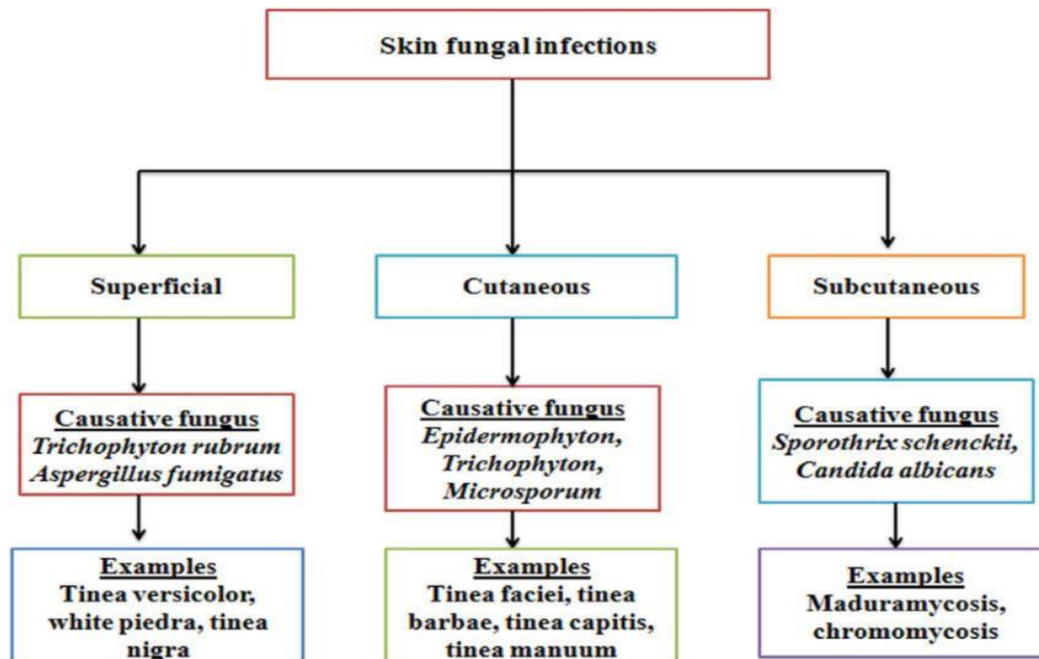 Skin fungal infections
Superficial
Cutaneous
Subcutaneous
Causative fungus
Trichophyton rubrum
Aspergillus fumigatus
Causative fungus
Epidermophyton,
Trichophyton,
Microsporum
Causative fungus
Sporothrix schenckii,
Candida albicans
Examples
Tinea versicolor,
white piedra, tinea
nigra
Examples
Tinea faciei, tinea
barbae, tinea capitis,
tinea manuum
Examples
Maduramycosis,
chromomycosis